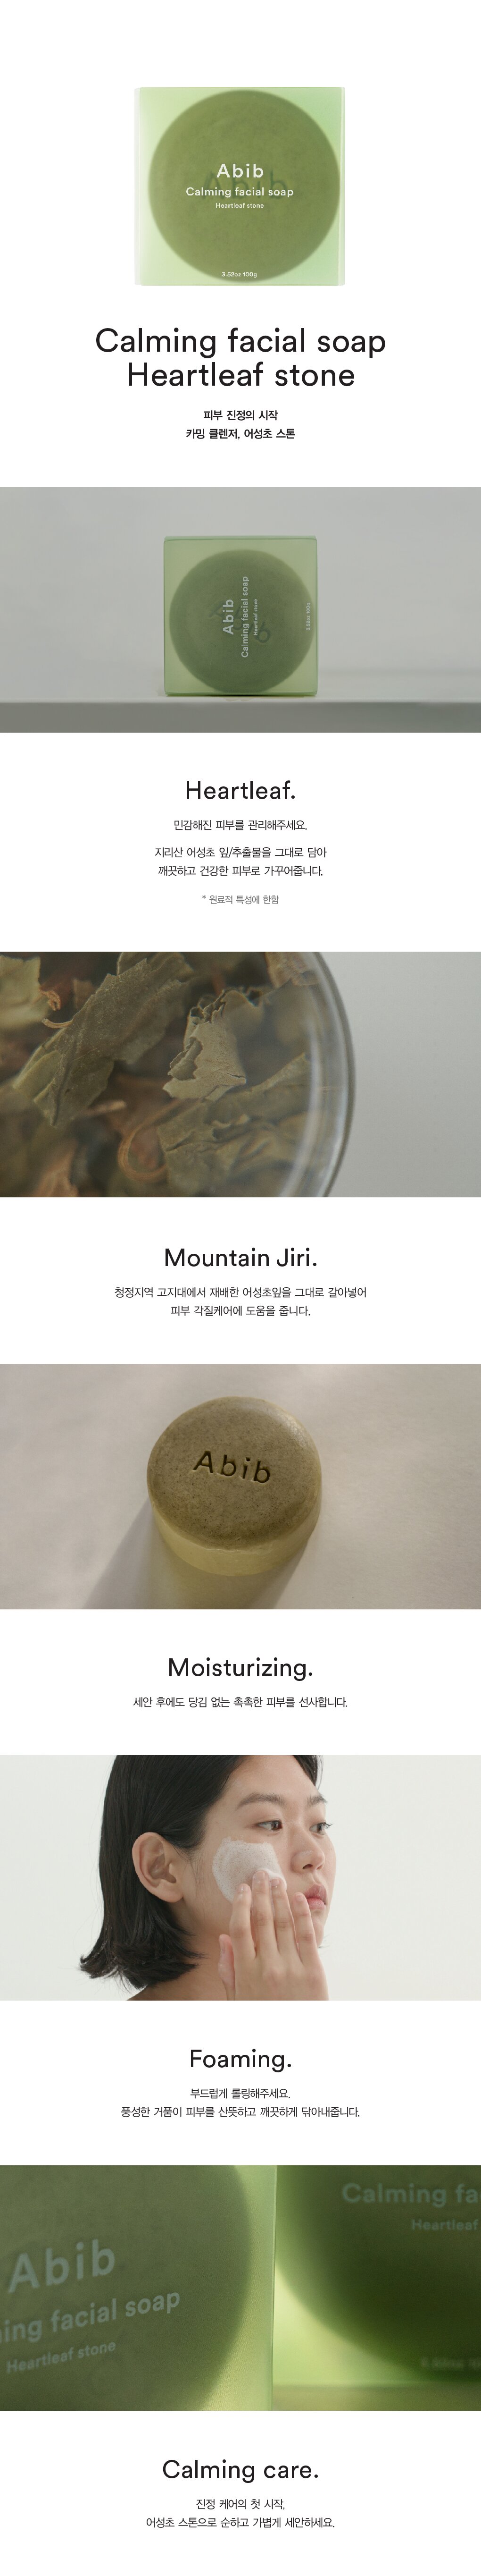 Abib
Calming facial soap
Heartleaf stone
3.52oz 100g
Calming facial soap
Heartleaf stone
피부 진정의 시작
카밍 클렌저, 어성초 스톤
Abib
Calming facial soap
Heartleaf stone
3.52oz 100g
Heartleaf.
민감해진 피부를 관리해주세요.
지리산 어성초 잎/추출물을 그대로 담아
깨끗하고 건강한 피부로 가꾸어줍니다.
* 원료적 특성에 한함
Mountain Jiri.
청정지역 고지대에서 재배한 어성초잎을 그대로 갈아넣어
피부 각질케어에 도움을 줍니다.
Abib
Moisturizing.
세안 후에도 당김 없는 촉촉한 피부를 선사합니다.
Foaming.
부드럽게 롤링해주세요.
풍성한 거품이 피부를 산뜻하고 깨끗하게 닦아내줍니다.
Calming fa
Heartleaf
Abib
ing facial soap
Heartleaf stone
Calming care.
진정 케어의 첫 시작,
어성초 스톤으로 순하고 가볍게 세안하세요.